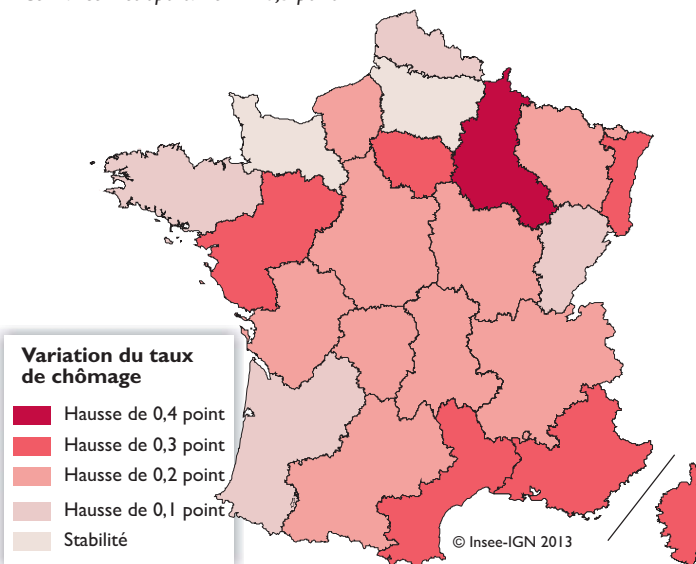 Variation du taux
de chômage
Hausse de 0,4 point
Hausse de 0,3 point
Hausse de 0,2 point
Hausse de 0,1 point
Stabilité
© Insee-IGN 2013